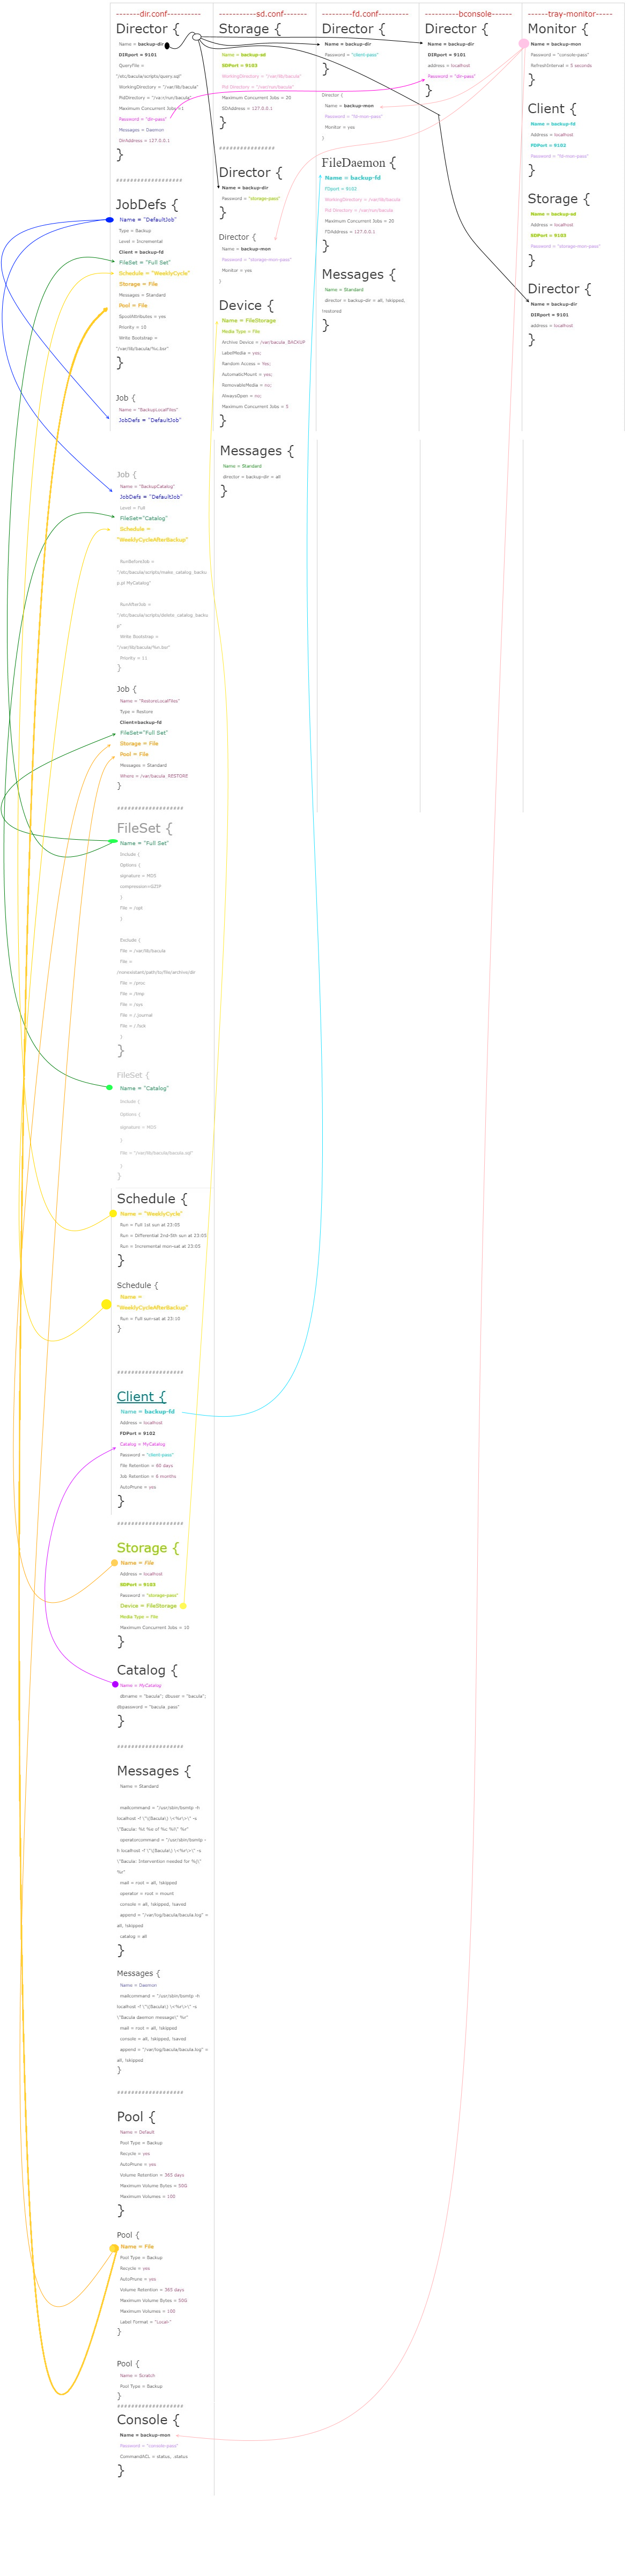 -------dir.conf-----------
Director {
Name = backup-dir
DIRport = 9101
QueryFile =
"/etc/bacula/scripts/query.sql"
WorkingDirectory = "/var/lib/bacula"
PidDirectory = "/var/run/bacula"
Maximum Concurrent Jobs = 1
Password = "dir-pass"
Messages = Daemon
DirAddress = 127.0.0.1
}
###################
JobDefs {
Name = "DefaultJob"
Type = Backup
Level = Incremental
Client = backup-fd
FileSet = "Full Set"
Schedule = "WeeklyCycle"
Storage = File
Messages = Standard
Pool = File
SpoolAttributes = yes
Priority = 10
Write Bootstrap =
"/var/lib/bacula/%c.bsr"
}
Job {
Name = "BackupLocalFiles"
JobDefs = "DefaultJob"
Job {
Name = "BackupCatalog"
JobDefs = "DefaultJob"
Level = Full
FileSet="Catalog"
Schedule =
"WeeklyCycleAfterBackup"
RunBeforeJob =
"/etc/bacula/scripts/make_catalog_backu
p.pl MyCatalog"
RunAfterJob =
"/etc/bacula/scripts/delete_catalog_backu
p"
Write Bootstrap =
"/var/lib/bacula/%n.bsr"
Priority = 11
}
Job {
Name = "RestoreLocalFiles"
Type = Restore
Client=backup-fd
FileSet="Full Set"
Storage = File
Pool = File
Messages = Standard
Where = /var/bacula_RESTORE
}
###################
FileSet {
Name = "Full Set"
Include {
Options {
signature = MD5
compression=GZIP
}
File = /opt
}
Exclude {
File = /var/lib/bacula
File =
/nonexistant/path/to/file/archive/dir
File = /proc
File = /tmp
File = /sys
File = /.journal
File = /.fsck
}
}
FileSet {
Name = "Catalog"
Include {
Options {
signature = MD5
}
File = "/var/lib/bacula/bacula.sql"
}
}
Schedule {
Name = "WeeklyCycle"
Run = Full 1st sun at 23:05
Run = Differential 2nd-5th sun at 23:05
Run = Incremental mon-sat at 23:05
}
Schedule {
Name =
"WeeklyCycleAfterBackup"
Run = Full sun-sat at 23:10
}
###################
Client {
Name = backup-fd
Address = localhost
FDPort = 9102
Catalog = MyCatalog
Password = "client-pass"
File Retention = 60 days
Job Retention = 6 months
AutoPrune = yes
}
###################
Storage {
Name = File
Address = localhost
SDPort = 9103
Password = "storage-pass"
Device = FileStorage
Media Type = File
Maximum Concurrent Jobs = 10
}
Catalog {
Name = MyCatalog
dbname = "bacula"; dbuser = "bacula";
dbpassword = "bacula_pass"
}
###################
Messages {
Name = Standard
mailcommand = "/usr/sbin/bsmtp -h
localhost -f \"\(Bacula\) \<%r\>\" -s
\"Bacula: %t %e of %c %l\" %r"
operatorcommand = "/usr/sbin/bsmtp -
h localhost -f \"\(Bacula\) \<%r\>\" -s
\"Bacula: Intervention needed for %j\"
%r"
mail = root = all, !skipped
operator = root = mount
console = all, !skipped, !saved
append = "/var/log/bacula/bacula.log" =
all, !skipped
catalog = all
}
Messages {
Name = Daemon
mailcommand = "/usr/sbin/bsmtp -h
localhost -f \"\(Bacula\) \<%r\>\" -s
\"Bacula daemon message\" %r"
mail = root = all, !skipped
console = all, !skipped, !saved
append = "/var/log/bacula/bacula.log" =
all, !skipped
}
###################
Pool {
Name = Default
Pool Type = Backup
Recycle = yes
AutoPrune = yes
Volume Retention = 365 days
Maximum Volume Bytes = 50G
Maximum Volumes = 100
}
Pool {
Name = File
Pool Type = Backup
Recycle = yes
AutoPrune = yes
Volume Retention = 365 days
Maximum Volume Bytes = 50G
Maximum Volumes = 100
Label Format = "Local-"
}
Pool {
Name = Scratch
Pool Type = Backup
}
###################
Console {
Name = backup-mon
Password = "console-pass"
CommandACL = status, .status
}
-----------sd.conf-------
Storage {
Name = backup-sd
SDPort = 9103
WorkingDirectory = "/var/lib/bacula"
Pid Directory = "/var/run/bacula"
Maximum Concurrent Jobs = 20
SDAddress = 127.0.0.1
}
################
Director {
Name = backup-dir
Password = "storage-pass"
}
Director {
Name = backup-mon
Password = "storage-mon-pass"
Monitor = yes
}
Device {
Name = FileStorage
Media Type = File
Archive Device = /var/bacula_BACKUP
LabelMedia = yes;
Random Access = Yes;
AutomaticMount = yes;
RemovableMedia = no;
AlwaysOpen = no;
Maximum Concurrent Jobs = 5
}
Messages {
Name = Standard
director = backup-dir = all
}
---------fd.conf---------
Director {
Name = backup-dir
Password = "client-pass"
}
Director {
Name = backup-mon
Password = "fd-mon-pass"
Monitor = yes
}
FileDaemon {
Name = backup-fd
FDport = 9102
WorkingDirectory = /var/lib/bacula
Pid Directory = /var/run/bacula
Maximum Concurrent Jobs = 20
FDAddress = 127.0.0.1
}
Messages {
Name = Standard
director = backup-dir = all, !skipped,
!restored
}
----------bconsole------
Director {
Name = backup-dir
DIRport = 9101
address = localhost
Password = "dir-pass"
}
------tray-monitor-----
Monitor {
Name = backup-mon
Password = "console-pass"
RefreshInterval = 5 seconds
}
Client {
Name = backup-fd
Address = localhost
FDPort = 9102
Password = "fd-mon-pass"
}
Storage {
Name = backup-sd
Address = localhost
SDPort = 9103
Password = "storage-mon-pass"
}
Director {
Name = backup-dir
DIRport = 9101
address = localhost
}